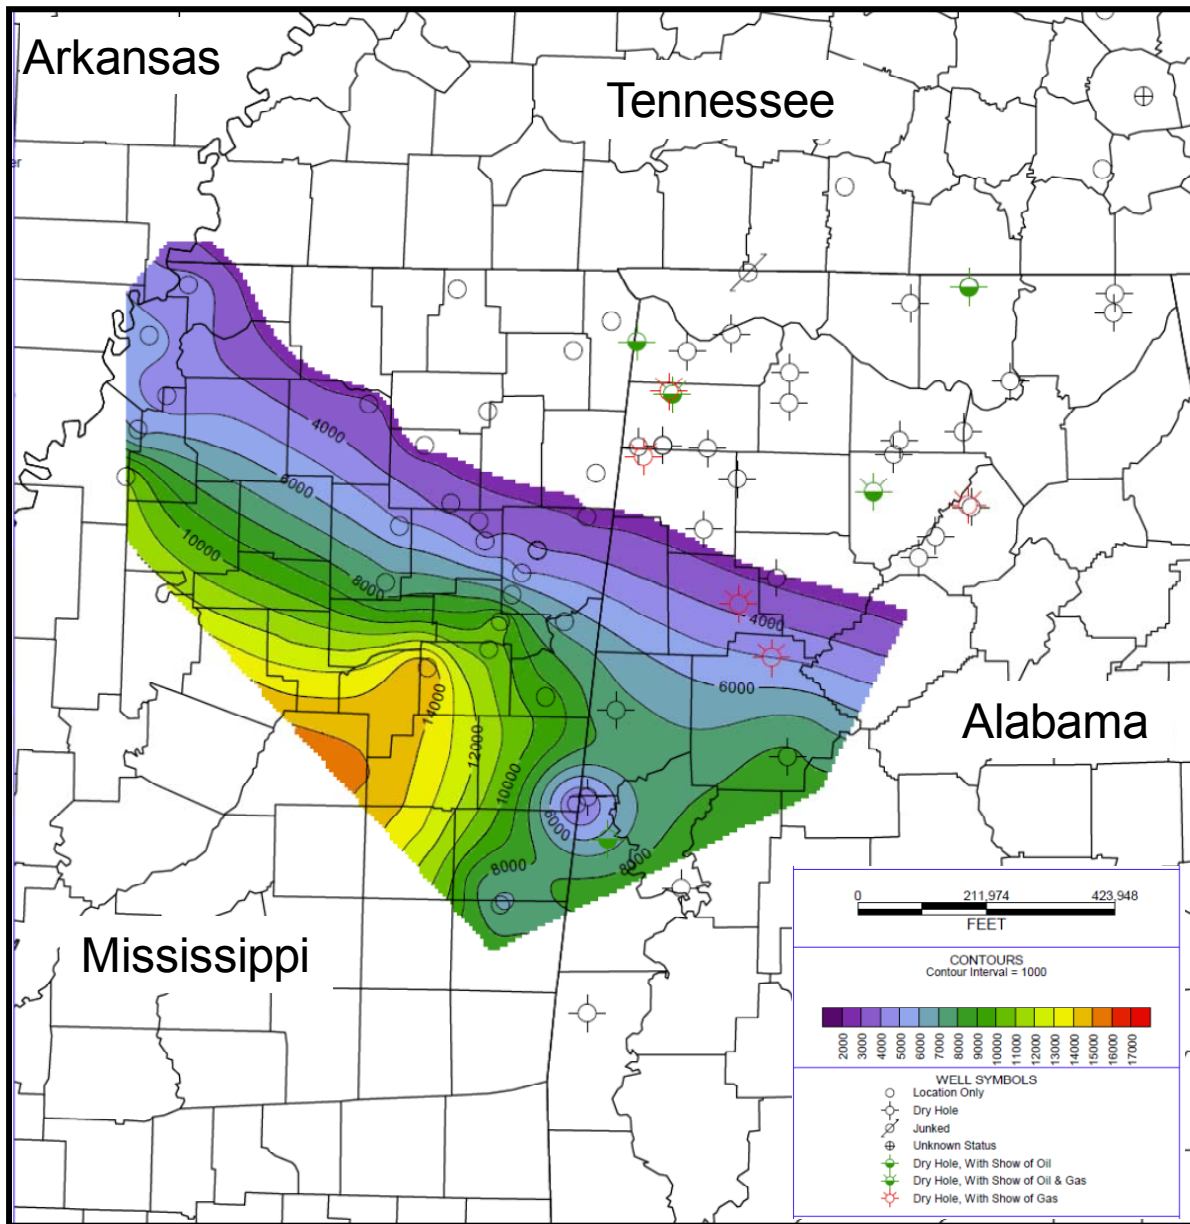 Arkansas
Tennessee
er
4000
6000
10000
8000
4000
6000
14000
Alabama
12000
10000
6000
8000
8000
Mississippi
0 211,974 423,948
FEET
CONTOURS
Contour Interval = 1000
2000 3000 4000 5000 6000 7000 8000 9000 10000 11000 12000 13000 14000 15000 16000 17000
WELL SYMBOLS
Location Only
Dry Hole
Junked
Unknown Status
Dry Hole, With Show of Oil
Dry Hole, With Show of Oil & Gas
Dry Hole, With Show of Gas